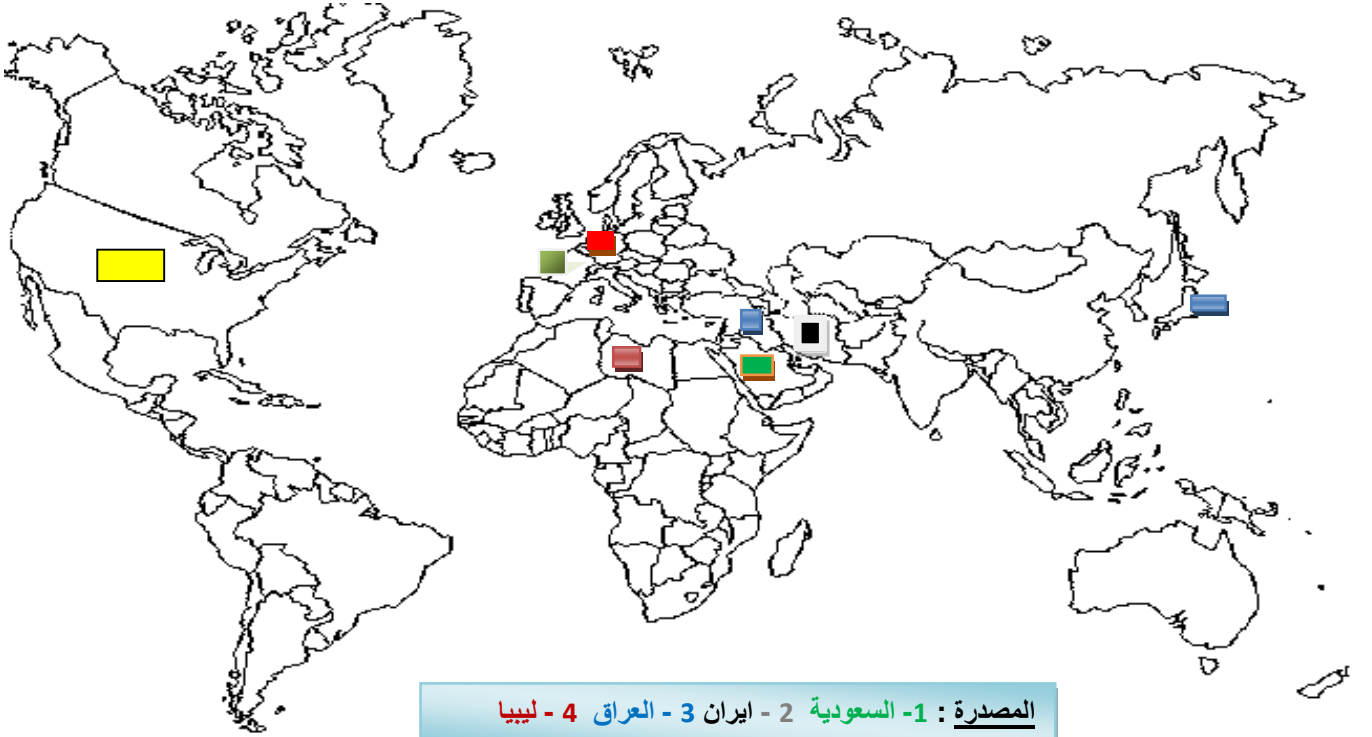 المصدرة : 1- السعودية 2 - ايران 3 - العراق 4 - ليبيا